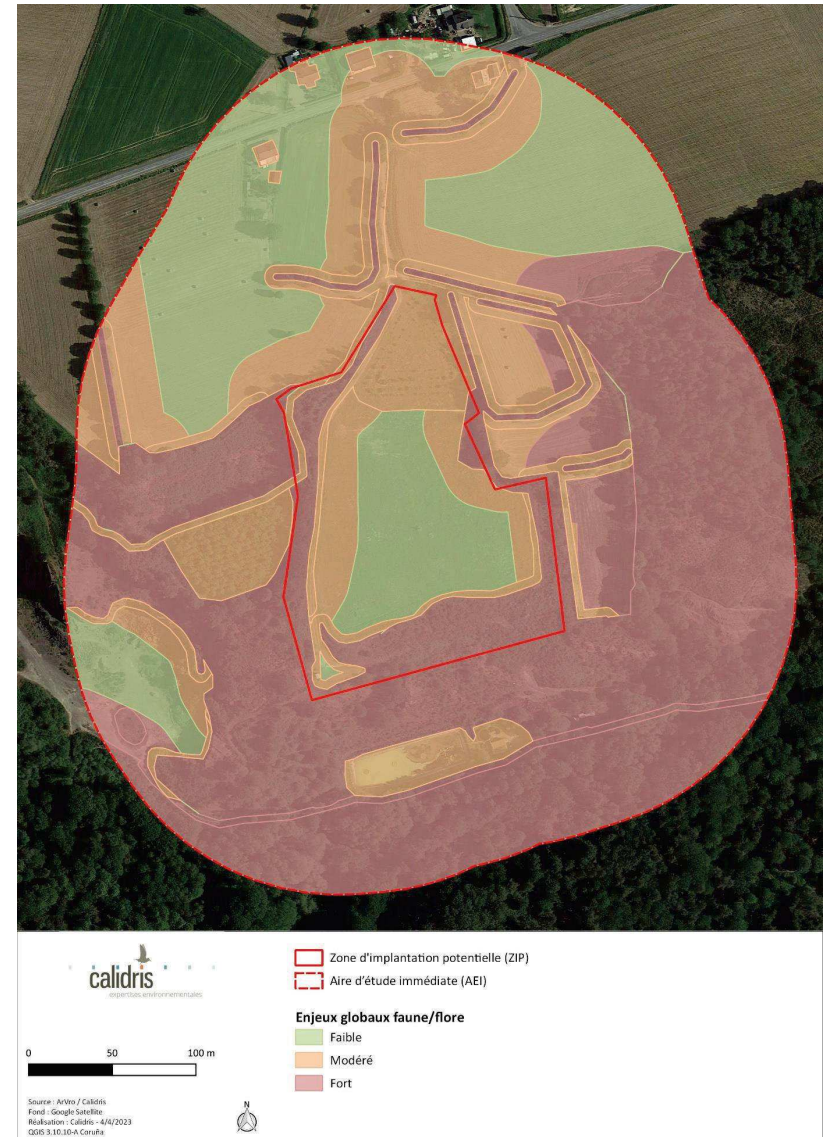 calidris
expertises environnementales
0 50 100 m
Source : ArVro / Calidris
Fond : Google Satellite
Réalisation : Calidris - 4/4/2023
QGIS 3.10.10-A Coruña
N
Zone d'implantation potentielle (ZIP)
Aire d'étude immédiate (AEI)
Enjeux globaux faune/flore
Faible
Modéré
Fort